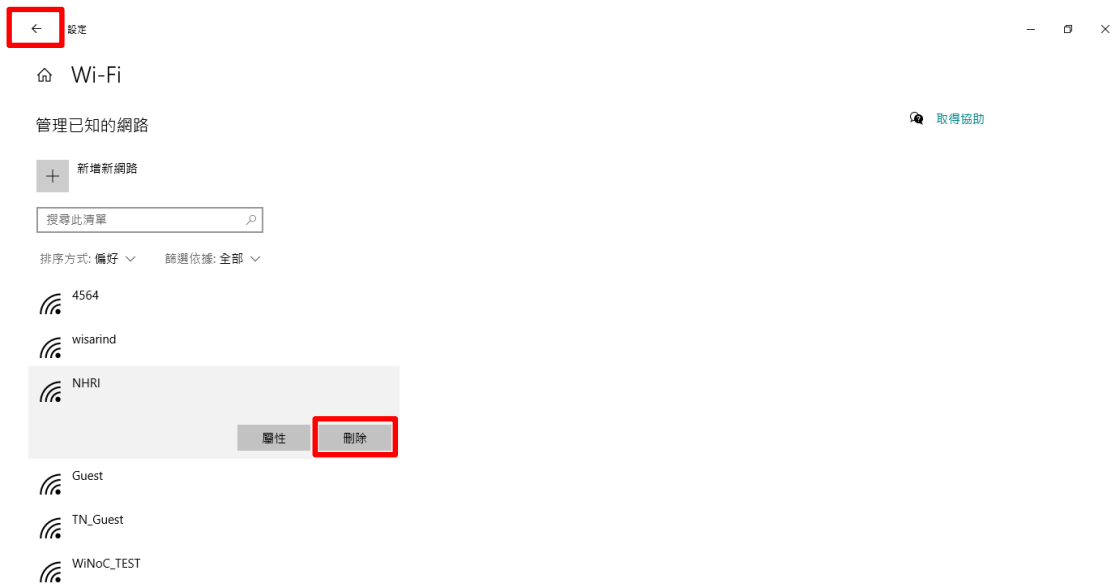 設定
Wi-Fi
管理已知的網路
取得協助
新增新網路
搜尋此清單
排序方式: 偏好 篩選依據: 全部
4564
wisarind
NHRI
屬性 刪除
Guest
TN_Guest
WiNoC_TEST